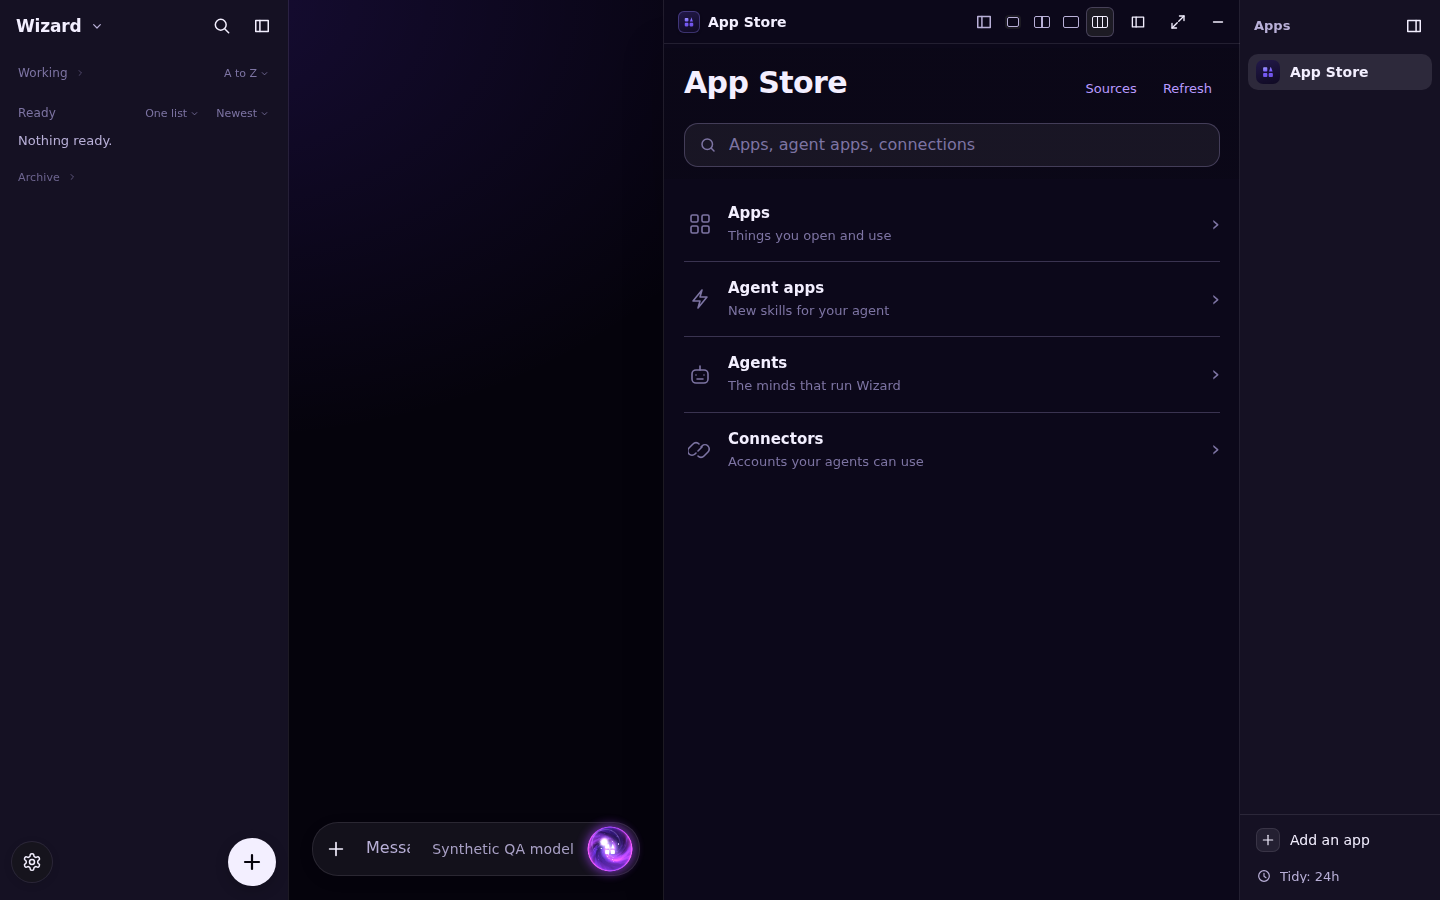 Wizard
Working
A to Z
Ready
One list
Newest
Nothing ready.
Archive
Messa
Synthetic QA model
App Store
App Store
Sources
Refresh
Apps, agent apps, connections
Apps
Things you open and use
Agent apps
New skills for your agent
Agents
The minds that run Wizard
Connectors
Accounts your agents can use
Apps
App Store
Add an app
Tidy: 24h